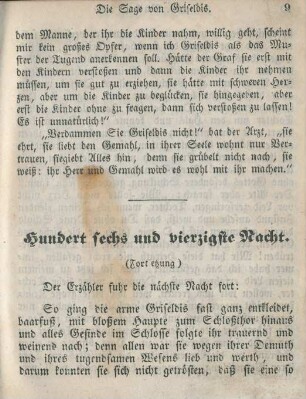 Die Sage von Griseldis. 9
dem Manne, der ihr die Kinder nahm, willig geht, scheint
mir kein großes Opfer, wenn ich Griseldis als das Mu-
ster der Tugend anerkennen soll. Hätte der Graf sie erst mit
den Kindern verstoßen und dann die Kinder ihr nehmen
müssen, um sie gut zu erziehen, sie hätte mit schweren Her-
zen, aber um die Kinder zu beglücken, sie hingegeben, aber
erst die Kinder ohne zu fragen, dann sich verstoßen zu lassen!
Es ist unnatürlich!“
„Verdammen Sie Griseldis nicht!“ bat der Arzt, „sie
ehrt, sie liebt den Gemahl, in ihrer Seele wohnt nur Ver-
trauen; siegiebt Alles hin, denn sie grübelt nicht nach, sie
weiß: ihr Herr und Gemahl wird es wohl mit ihr machen.“
Hundert sechs und vierzigste Nacht.
(Fort etzung)
Der Erzähler fuhr die nächste Nacht fort:
So ging die arme Griseldis fast ganz entkleidet,
baarfuß, mit bloßem Haupte zum Schloßthor hinaus
und alles Gesinde im Schlosse folgte ihr trauernd und
weinend nach; denn allen war sie wegen ihrer Demuth
und ihres tugendsamen Wesens lieb und werth, und
darum konnten sie sich nicht getrösten, daß sie eine so